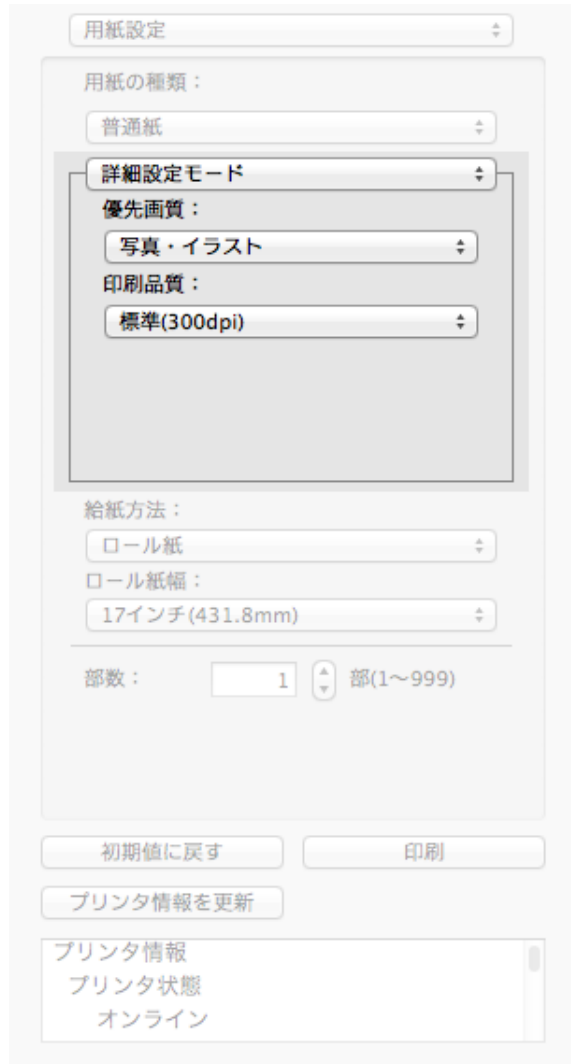 用紙設定
用紙の種類：
普通紙
詳細設定モード
優先画質：
写真・イラスト
印刷品質：
標準(300dpi)
給紙方法：
ロール紙
ロール紙幅：
17インチ(431.8mm)
部数： 1 部(1〜999)
初期値に戻す 印刷
プリンタ情報を更新
プリンタ情報
プリンタ状態
オンライン